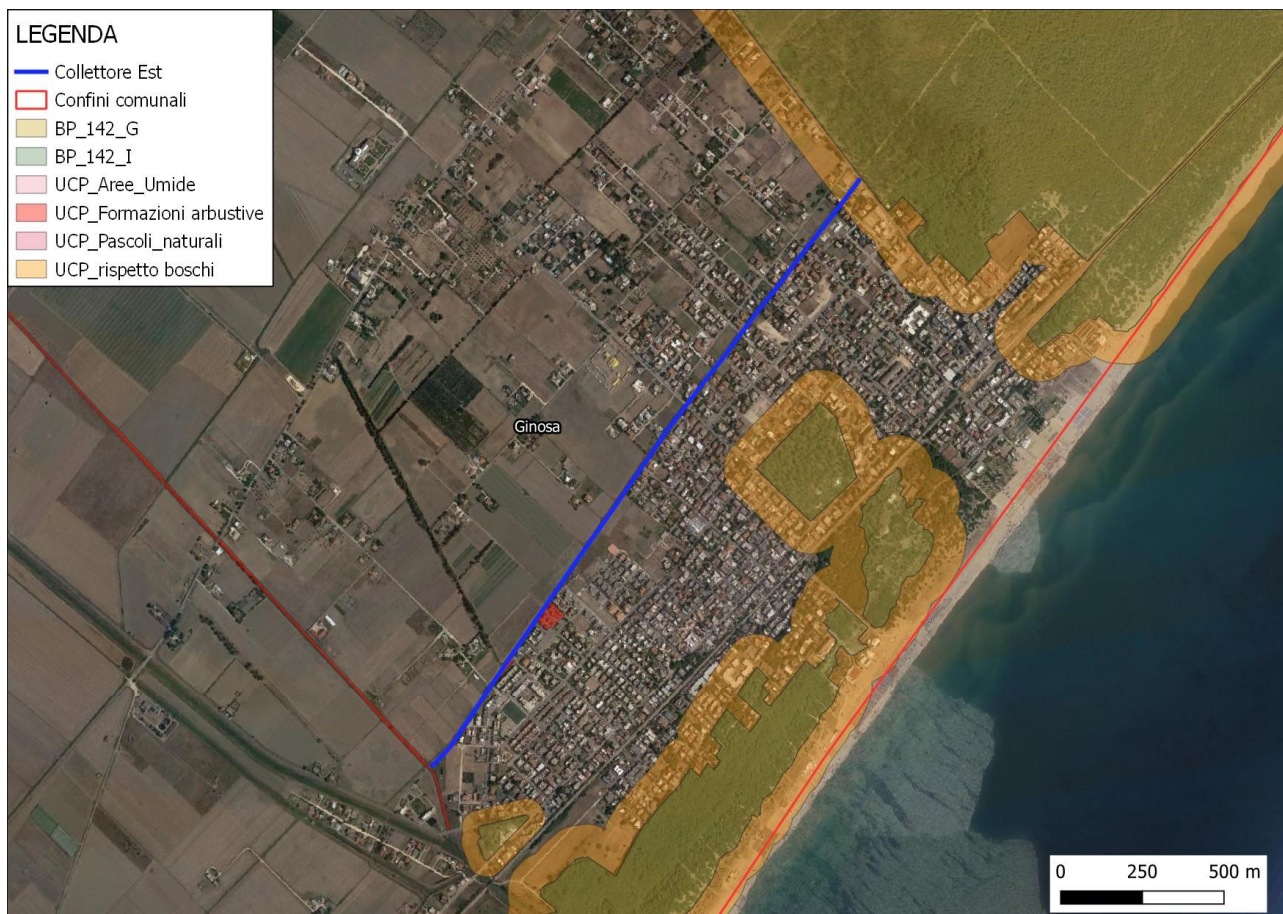 LEGENDA
Collettore Est
Confini comunali
BP_142_G
BP_142_I
UCP_Aree_Umide
UCP_Formazioni arbustive
UCP_Pascoli_naturali
UCP_rispetto boschi
Ginosa
0 250 500 m